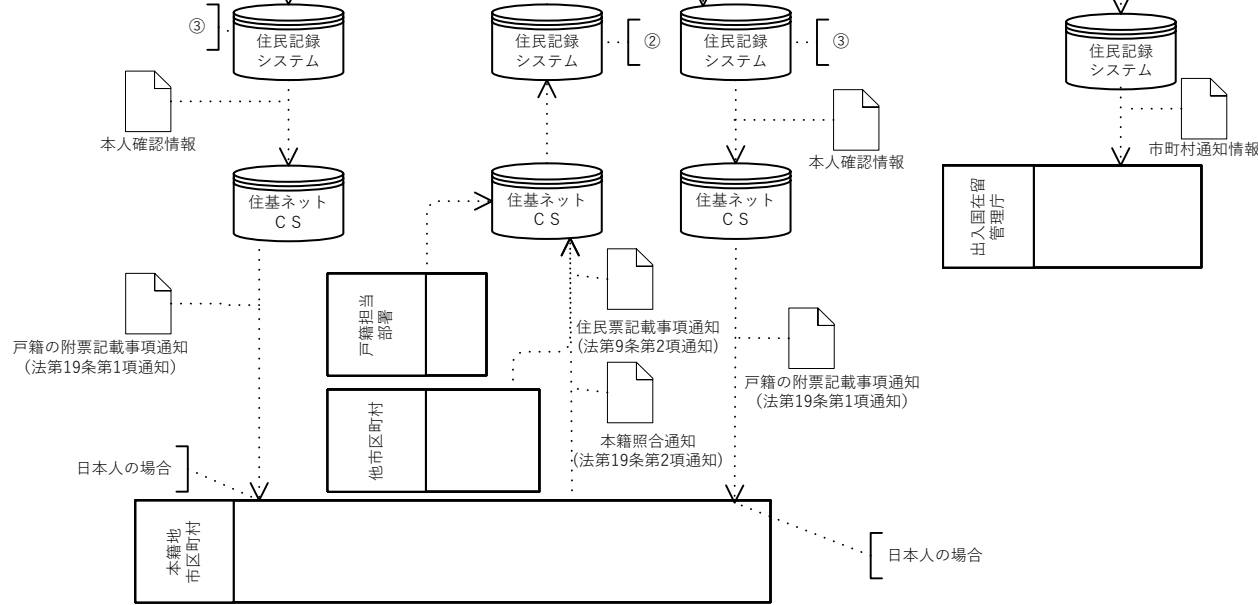 ③
住民記録
システム
住民記録
システム
②
住民記録
システム
③
住民記録
システム
本人確認情報
本人確認情報
市町村通知情報
住基ネット
ＣＳ
住基ネット
ＣＳ
住基ネット
ＣＳ
出入国在留
管理庁
戸籍の附票記載事項通知
(法第19条第1項通知)
戸籍担当
部署
住民票記載事項通知
(法第9条第2項通知)
戸籍の附票記載事項通知
(法第19条第1項通知)
他市区町村
本籍照合通知
(法第19条第2項通知)
日本人の場合
本籍地
市区町村
日本人の場合